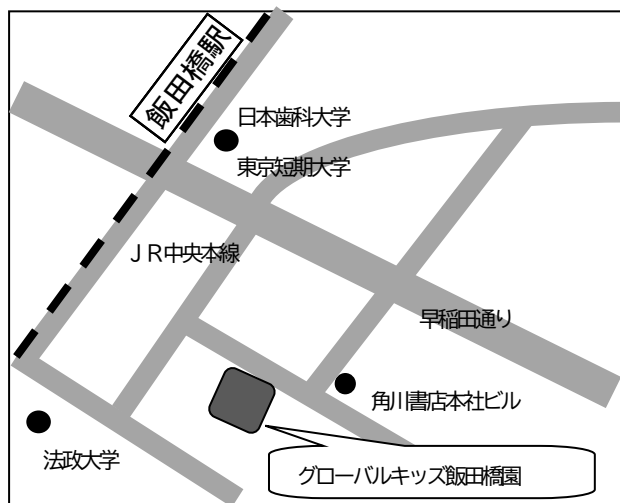 飯田橋駅
日本歯科大学
東京短期大学
ＪＲ中央本線
早稲田通り
角川書店本社ビル
法政大学
グローバルキッズ飯田橋園